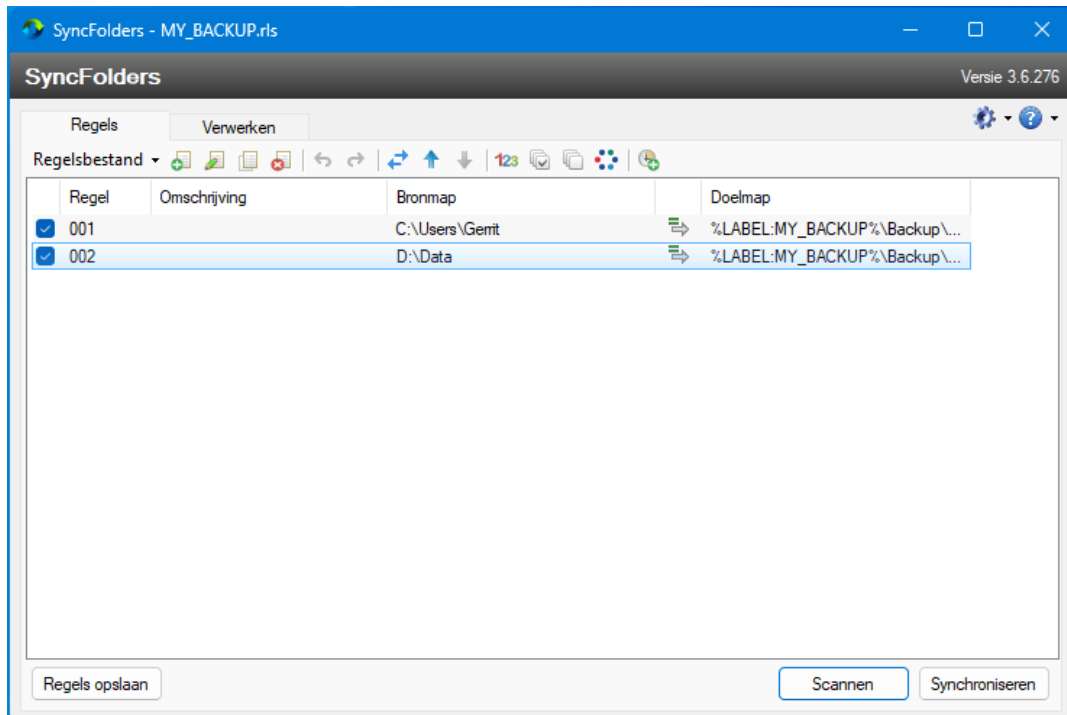 SyncFolders - MY_BACKUP.rls
SyncFolders Versie 3.6.276
Regels Verwerken
Regelsbestand 123
Regel Omschrijving Bronmap Doelmap
001 C:\Users\Gerrit %LABEL:MY_BACKUP%\Backup\...
002 D:\Data %LABEL:MY_BACKUP%\Backup\...
Regels opslaan Scannen Synchroniseren